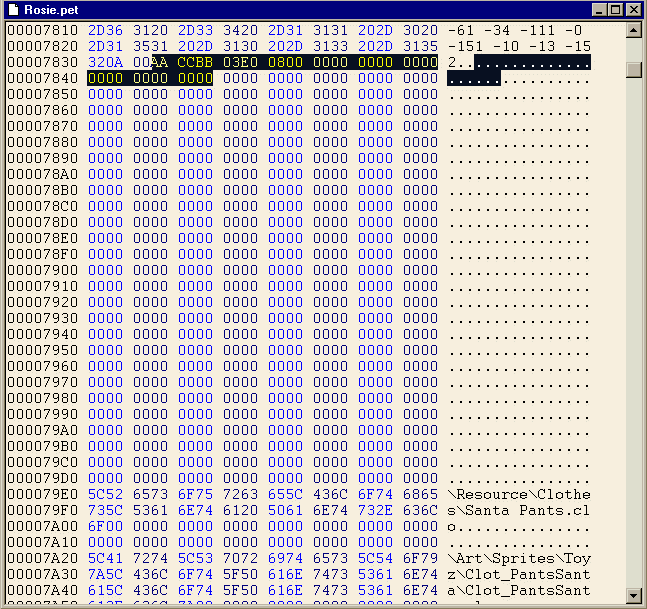 Rosie.pet
00007810 2D36 3120 2D33 3420 2D31 3131 202D 3020 -61 -34 -111 -0
00007820 2D31 3531 202D 3130 202D 3133 202D 3135 -151 -10 -13 -15
00007830 320A 00AA CCBB 03E0 0800 0000 0000 0000 2..............
00007840 0000 0000 0000 0000 0000 0000 0000 0000 ................
00007850 0000 0000 0000 0000 0000 0000 0000 0000 ................
00007860 0000 0000 0000 0000 0000 0000 0000 0000 ................
00007870 0000 0000 0000 0000 0000 0000 0000 0000 ................
00007880 0000 0000 0000 0000 0000 0000 0000 0000 ................
00007890 0000 0000 0000 0000 0000 0000 0000 0000 ................
000078A0 0000 0000 0000 0000 0000 0000 0000 0000 ................
000078B0 0000 0000 0000 0000 0000 0000 0000 0000 ................
000078C0 0000 0000 0000 0000 0000 0000 0000 0000 ................
000078D0 0000 0000 0000 0000 0000 0000 0000 0000 ................
000078E0 0000 0000 0000 0000 0000 0000 0000 0000 ................
000078F0 0000 0000 0000 0000 0000 0000 0000 0000 ................
00007900 0000 0000 0000 0000 0000 0000 0000 0000 ................
00007910 0000 0000 0000 0000 0000 0000 0000 0000 ................
00007920 0000 0000 0000 0000 0000 0000 0000 0000 ................
00007930 0000 0000 0000 0000 0000 0000 0000 0000 ................
00007940 0000 0000 0000 0000 0000 0000 0000 0000 ................
00007950 0000 0000 0000 0000 0000 0000 0000 0000 ................
00007960 0000 0000 0000 0000 0000 0000 0000 0000 ................
00007970 0000 0000 0000 0000 0000 0000 0000 0000 ................
00007980 0000 0000 0000 0000 0000 0000 0000 0000 ................
00007990 0000 0000 0000 0000 0000 0000 0000 0000 ................
000079A0 0000 0000 0000 0000 0000 0000 0000 0000 ................
000079B0 0000 0000 0000 0000 0000 0000 0000 0000 ................
000079C0 0000 0000 0000 0000 0000 0000 0000 0000 ................
000079D0 0000 0000 0000 0000 0000 0000 0000 0000 ................
000079E0 5C52 6573 6F75 7263 655C 436C 6F74 6865 \Resource\Clothe
000079F0 735C 5361 6E74 6120 5061 6E74 732E 636C s\Santa Pants.cl
00007A00 6F00 0000 0000 0000 0000 0000 0000 0000 o...............
00007A10 0000 0000 0000 0000 0000 0000 0000 0000 ................
00007A20 5C41 7274 5C53 7072 6974 6573 5C54 6F79 \Art\Sprites\Toy
00007A30 7A5C 436C 6F74 5F50 616E 7473 5361 6E74 z\Clot_PantsSant
00007A40 615C 436C 6F74 5F50 616E 7473 5361 6E74 a\Clot_PantsSant